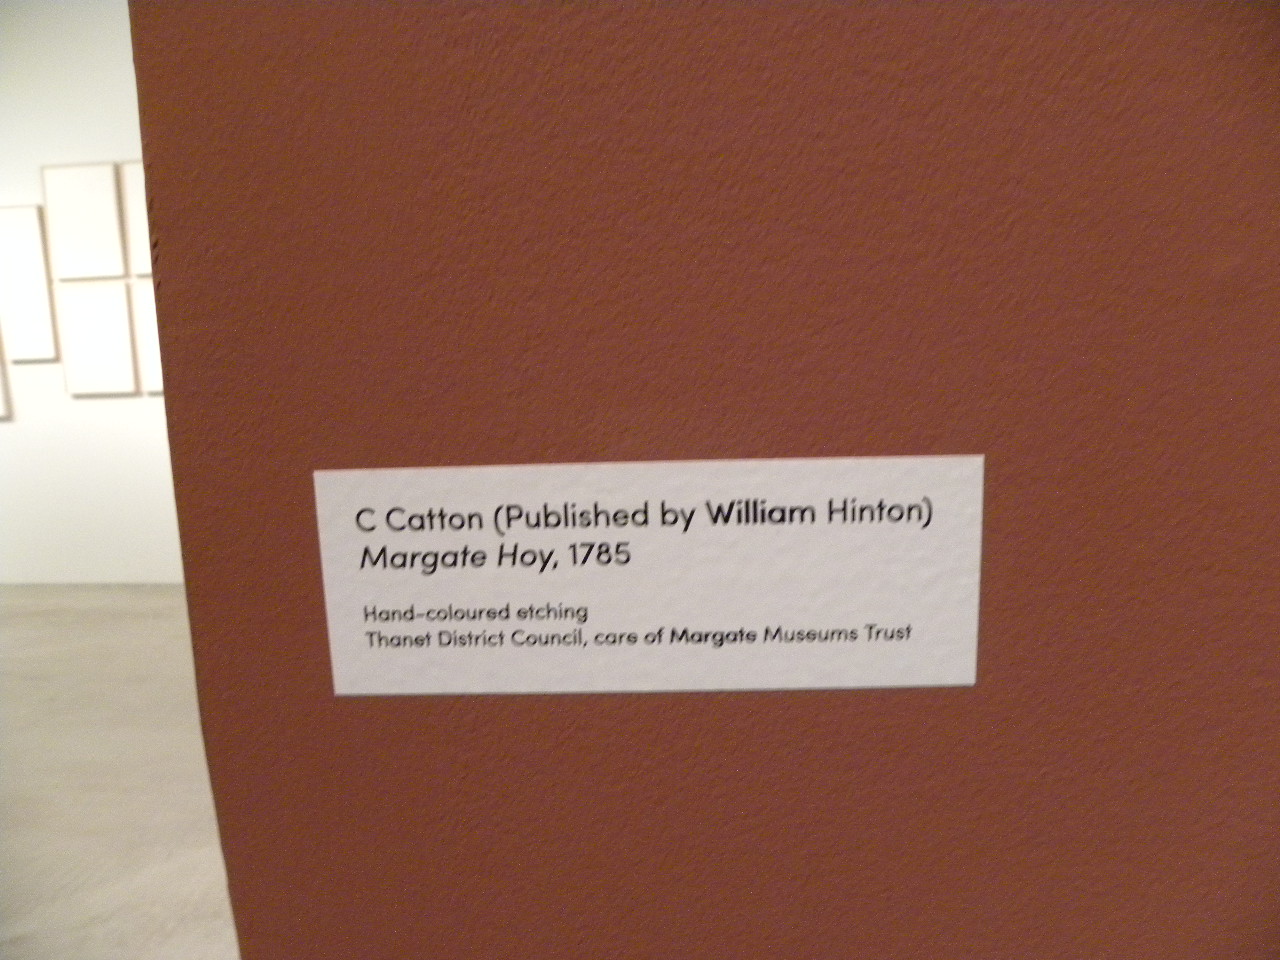 C Catton (Published by William Hinton)
Margate Hoy, 1785
Hand-coloured etching
Thanet District Council, care of Margate Museums Trust